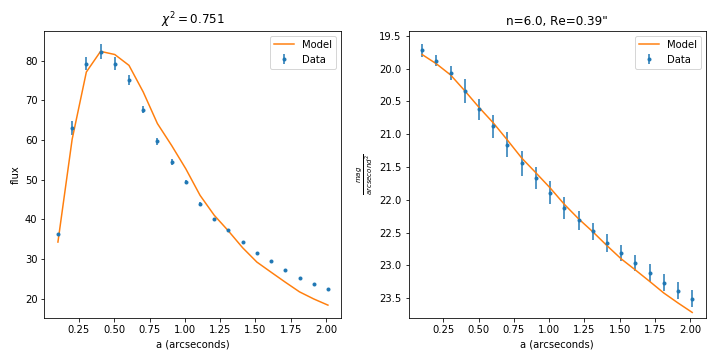 χ² = 0.751
flux
80
70
60
50
40
30
20
0.25 0.50 0.75 1.00 1.25 1.50 1.75 2.00
a (arcseconds)
Model
Data
n=6.0, Re=0.39"
mag
arcsecond²
19.5
20.0
20.5
21.0
21.5
22.0
22.5
23.0
23.5
0.25 0.50 0.75 1.00 1.25 1.50 1.75 2.00
a (arcseconds)
Model
Data